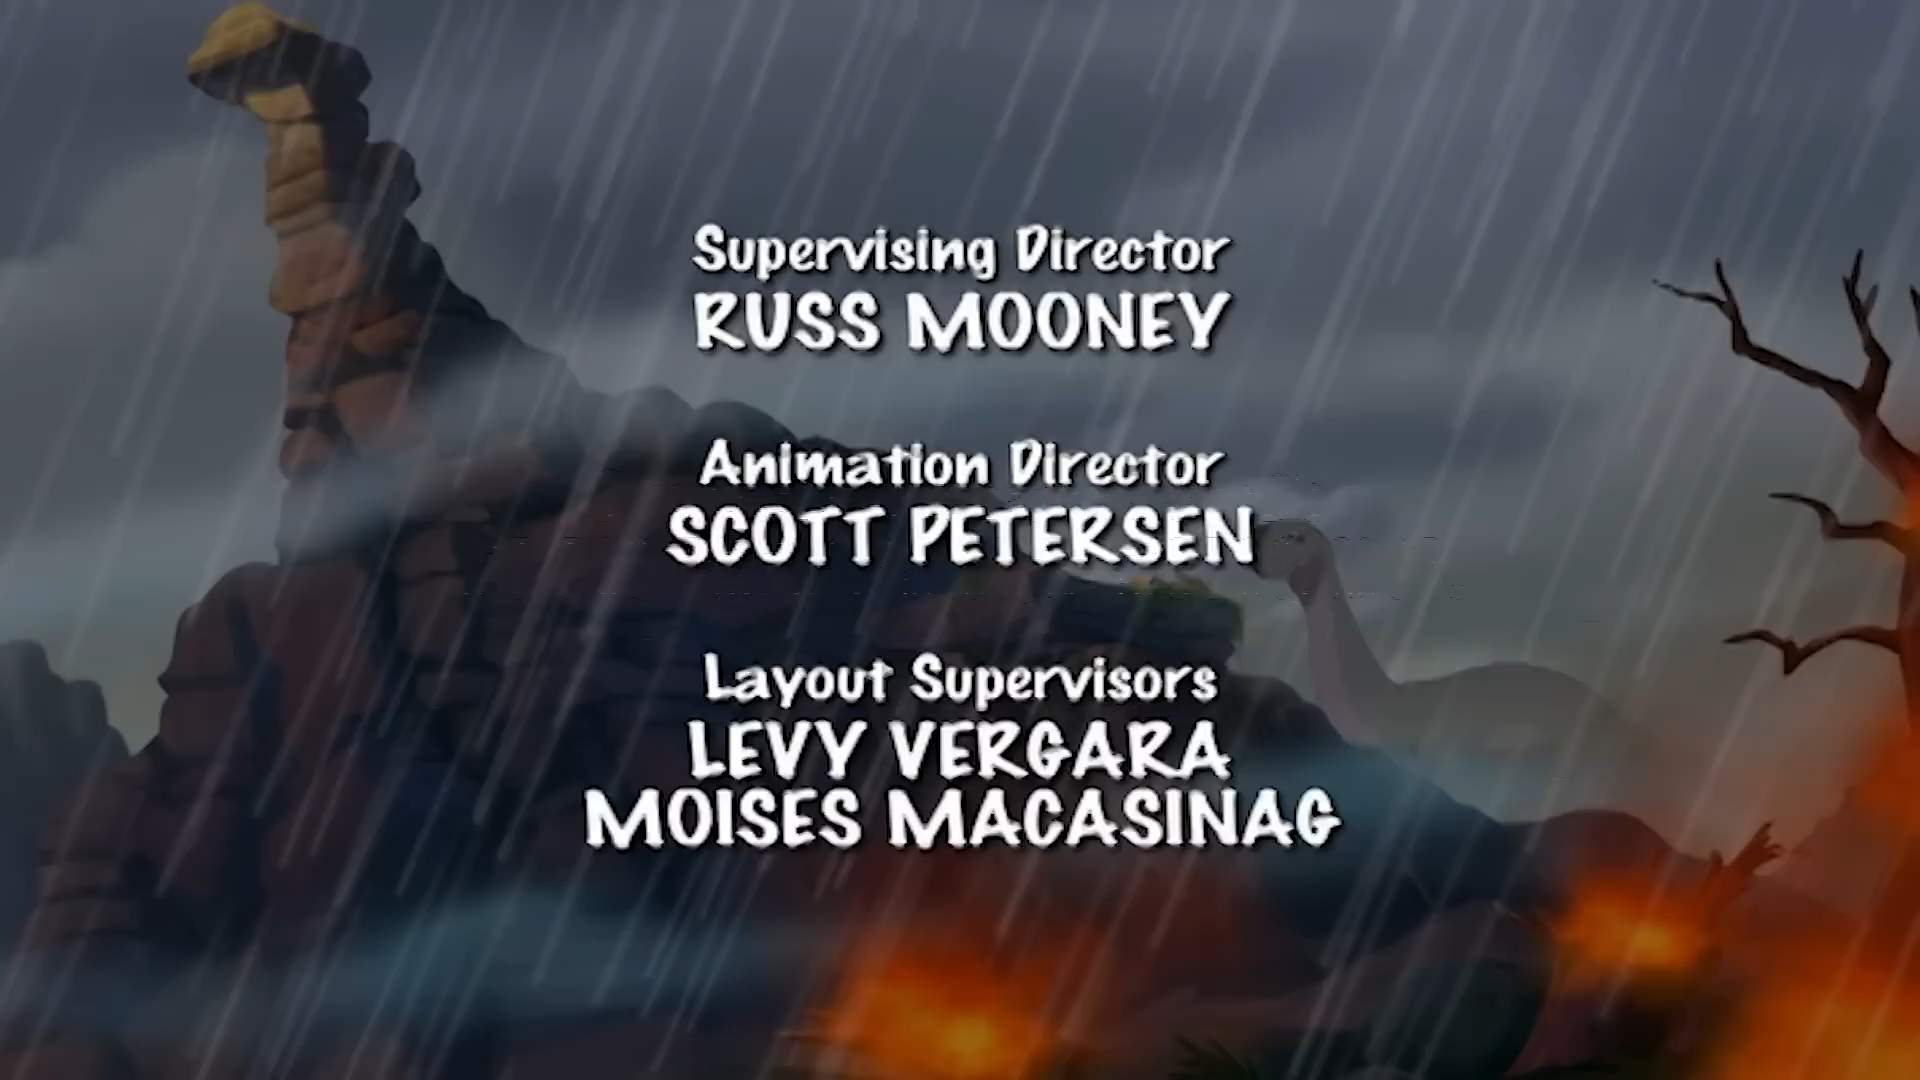 Supervising Director
RUSS MOONEY
Animation Director
SCOTT PETERSEN
Layout Supervisors
LEVY VERGARA
MOISES MACASINAG